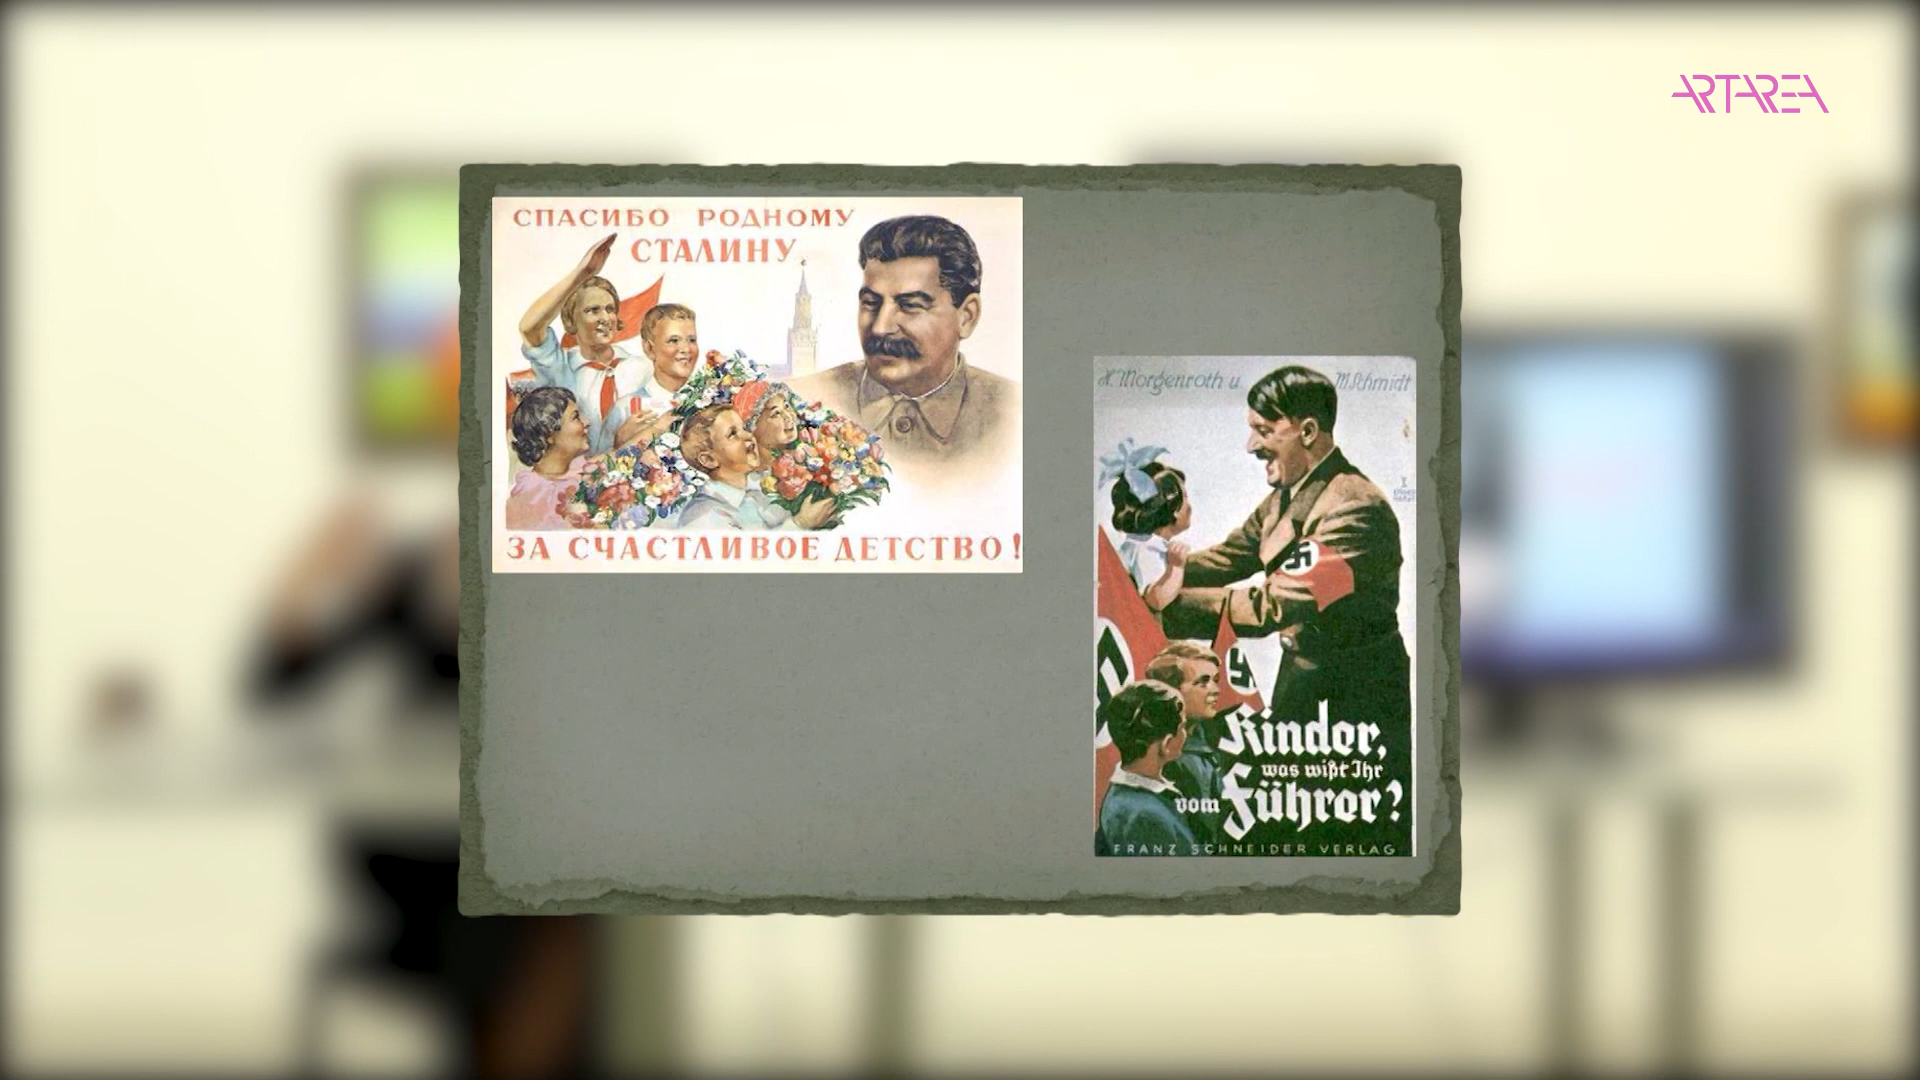 ARTAREA
СПАСИБО РОДНОМУ
СТАЛИНУ
ЗА СЧАСТЛИВОЕ ДЕТСТВО!
H. Morgenroth u. M. Schmidt
Kinder,
was wißt Ihr
vom Führer?
FRANZ SCHNEIDER VERLAG